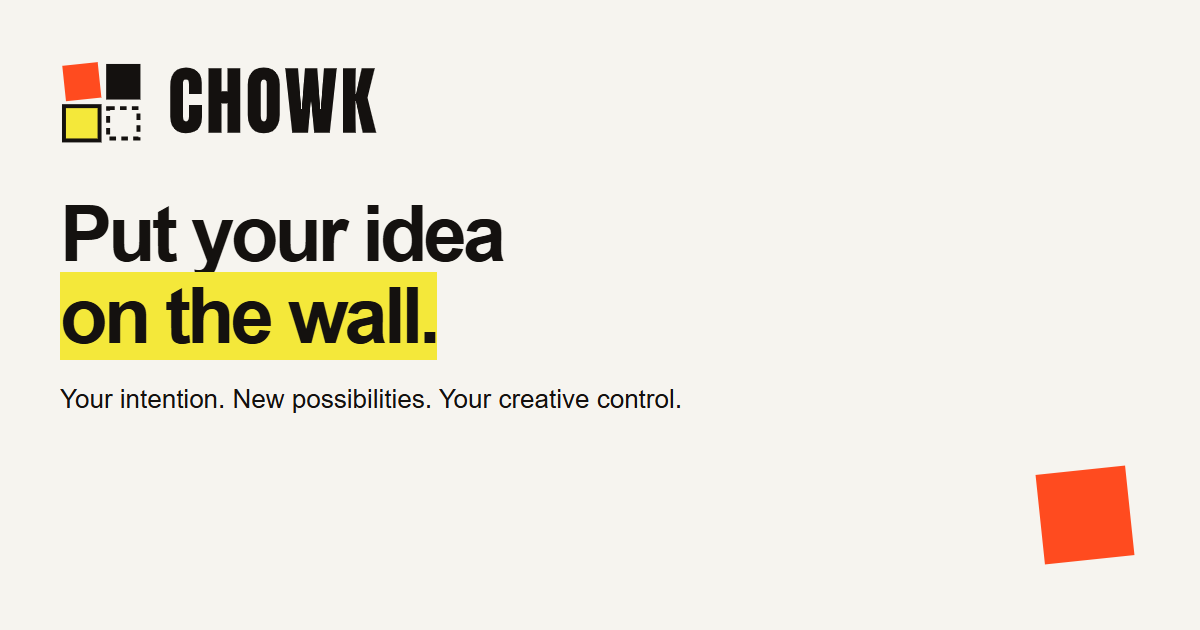 CHOWK
Put your idea
on the wall.
Your intention. New possibilities. Your creative control.